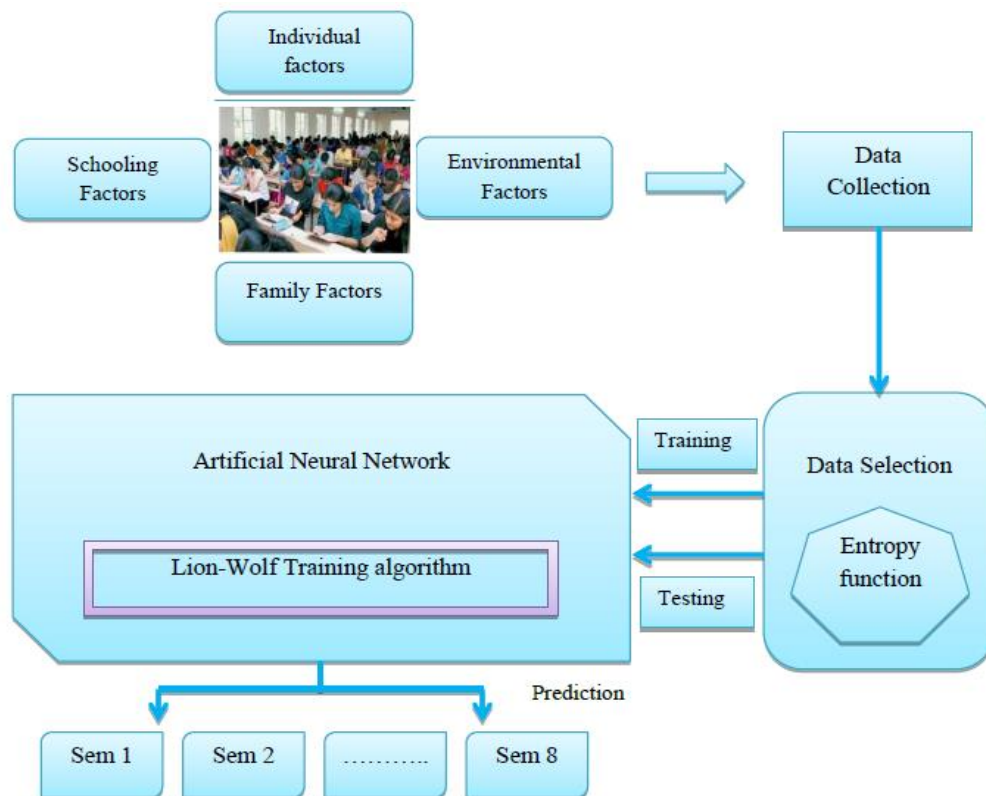 Individual
factors
Schooling
Factors
Environmental
Factors
Family Factors
Data
Collection
Artificial Neural Network
Lion-Wolf Training algorithm
Training
Testing
Data Selection
Entropy
function
Prediction
Sem 1
Sem 2
………..
Sem 8